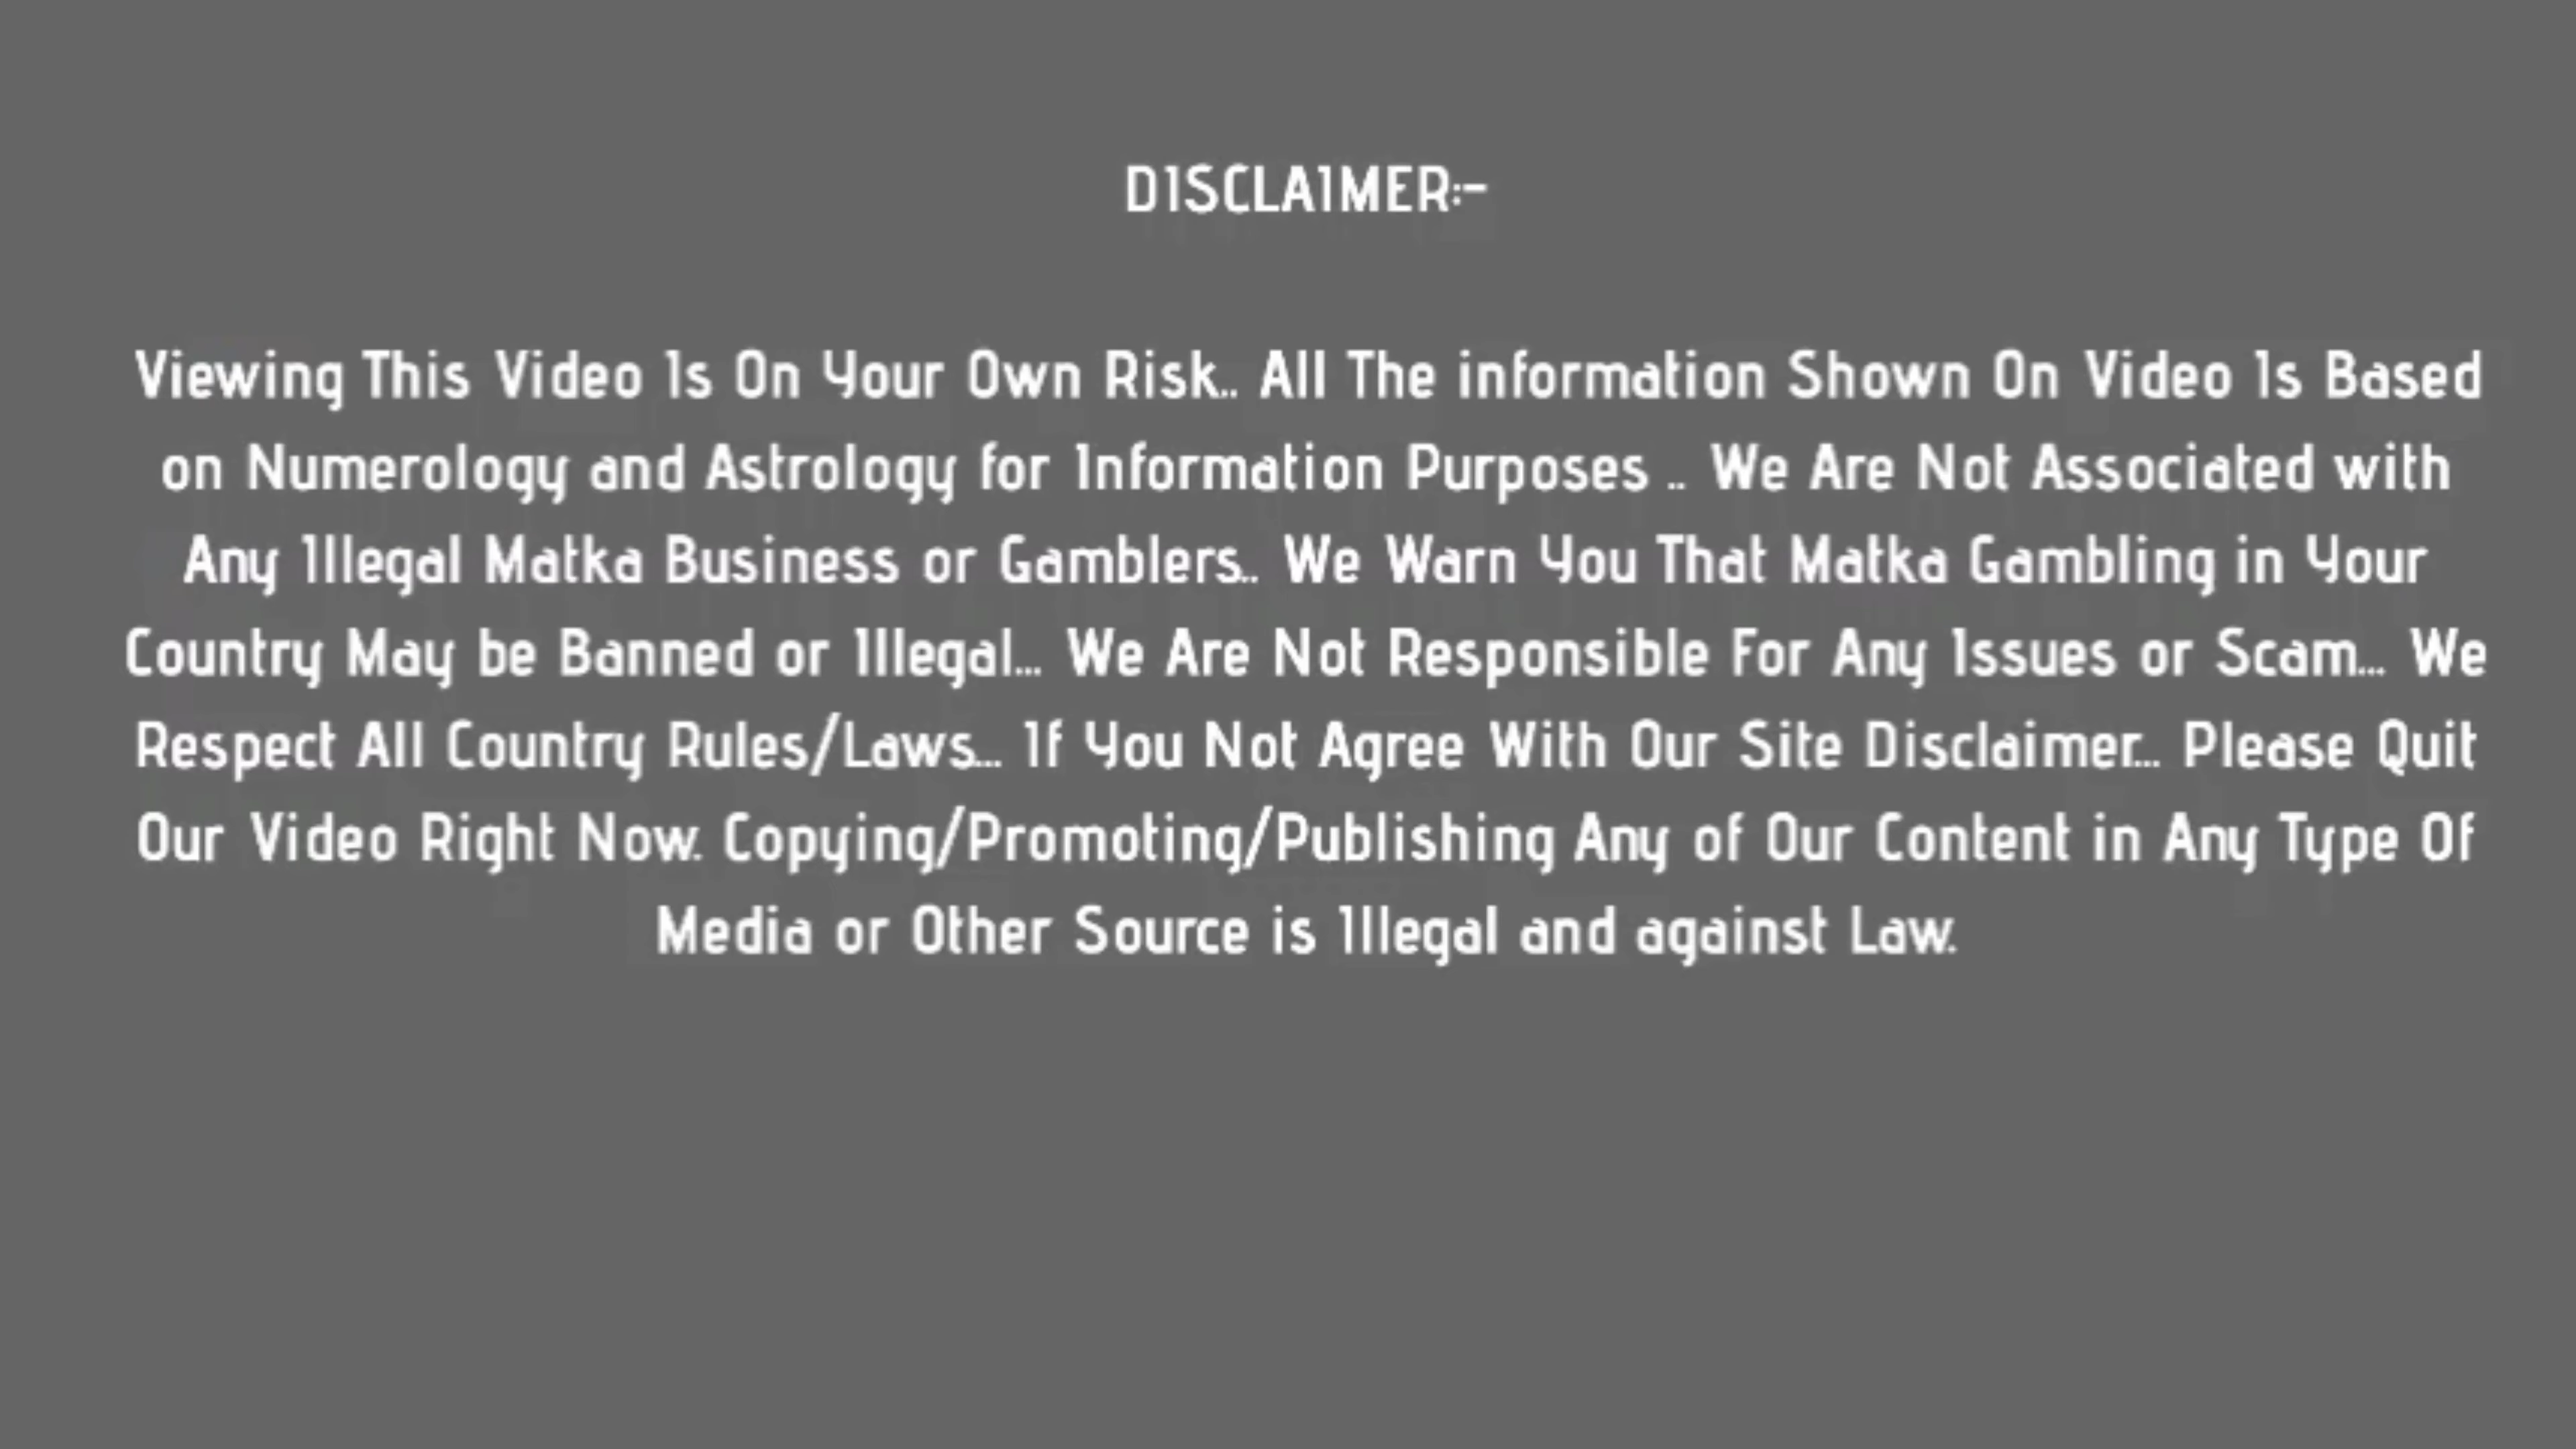 DISCLAIMER:-
Viewing This Video Is On Your Own Risk.. All The information Shown On Video Is Based
on Numerology and Astrology for Information Purposes .. We Are Not Associated with
Any Illegal Matka Business or Gamblers.. We Warn You That Matka Gambling in Your
Country May be Banned or Illegal... We Are Not Responsible For Any Issues or Scam... We
Respect All Country Rules/Laws... If You Not Agree With Our Site Disclaimer... Please Quit
Our Video Right Now. Copying/Promoting/Publishing Any of Our Content in Any Type Of
Media or Other Source is Illegal and against Law.